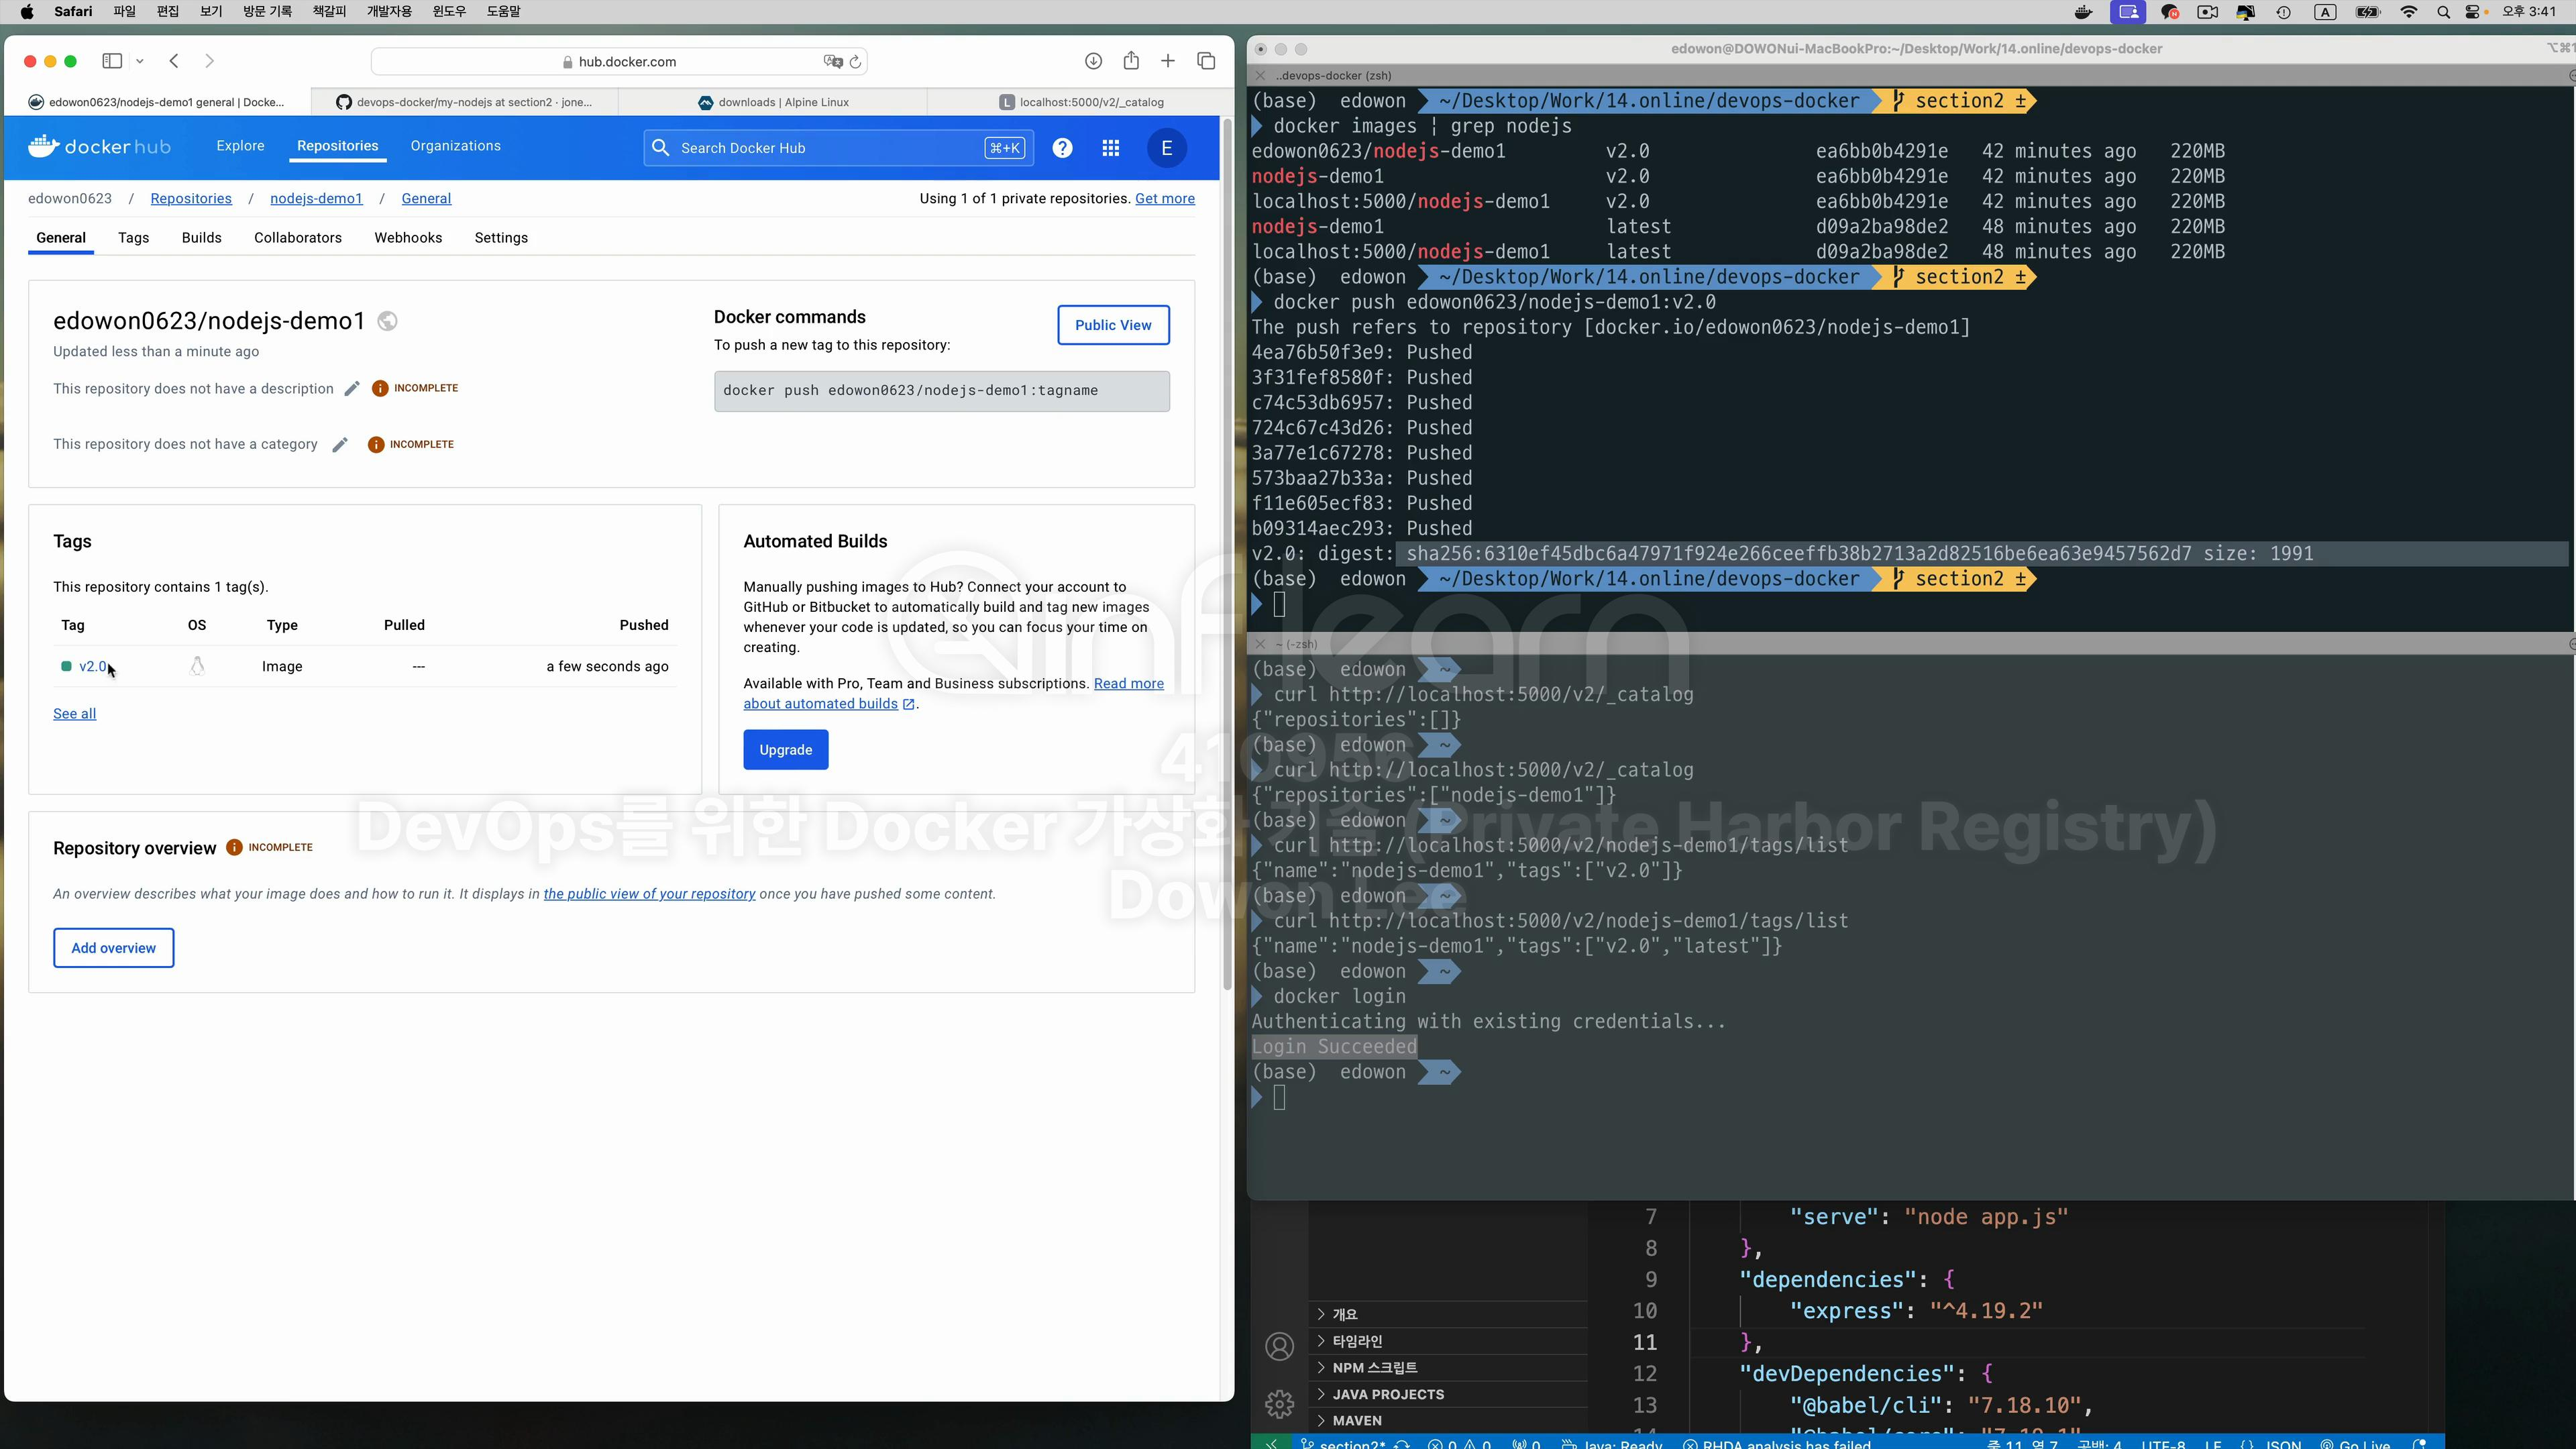 Safari 파일 편집 보기 방문 기록 책갈피 개발자용 윈도우 도움말
A
오후 3:41
hub.docker.com
edowon0623/nodejs-demo1 general | Docke...
devops-docker/my-nodejs at section2 · jone...
downloads | Alpine Linux
L localhost:5000/v2/_catalog
docker hub
Explore Repositories Organizations
Search Docker Hub ⌘+K
? E
edowon0623 / Repositories / nodejs-demo1 / General
Using 1 of 1 private repositories. Get more
General Tags Builds Collaborators Webhooks Settings
edowon0623/nodejs-demo1
Updated less than a minute ago
This repository does not have a description INCOMPLETE
This repository does not have a category INCOMPLETE
Docker commands
Public View
To push a new tag to this repository:
docker push edowon0623/nodejs-demo1:tagname
Tags
This repository contains 1 tag(s).
Tag OS Type Pulled Pushed
v2.0 Image --- a few seconds ago
See all
Automated Builds
Manually pushing images to Hub? Connect your account to
GitHub or Bitbucket to automatically build and tag new images
whenever your code is updated, so you can focus your time on
creating.
Available with Pro, Team and Business subscriptions. Read more
about automated builds .
Upgrade
Repository overview INCOMPLETE
An overview describes what your image does and how to run it. It displays in the public view of your repository once you have pushed some content.
Add overview
edowon@DOWONui-MacBookPro:~/Desktop/Work/14.online/devops-docker
..devops-docker (zsh)
(base) edowon ~/Desktop/Work/14.online/devops-docker section2 ±
docker images | grep nodejs
edowon0623/nodejs-demo1 v2.0 ea6bb0b4291e 42 minutes ago 220MB
nodejs-demo1 v2.0 ea6bb0b4291e 42 minutes ago 220MB
localhost:5000/nodejs-demo1 v2.0 ea6bb0b4291e 42 minutes ago 220MB
nodejs-demo1 latest d09a2ba98de2 48 minutes ago 220MB
localhost:5000/nodejs-demo1 latest d09a2ba98de2 48 minutes ago 220MB
(base) edowon ~/Desktop/Work/14.online/devops-docker section2 ±
docker push edowon0623/nodejs-demo1:v2.0
The push refers to repository [docker.io/edowon0623/nodejs-demo1]
4ea76b50f3e9: Pushed
3f31fef8580f: Pushed
c74c53db6957: Pushed
724c67c43d26: Pushed
3a77e1c67278: Pushed
573baa27b33a: Pushed
f11e605ecf83: Pushed
b09314aec293: Pushed
v2.0: digest: sha256:6310ef45dbc6a47971f924e266ceeffb38b2713a2d82516be6ea63e9457562d7 size: 1991
(base) edowon ~/Desktop/Work/14.online/devops-docker section2 ±
~ (-zsh)
(base) edowon ~
curl http://localhost:5000/v2/_catalog
{"repositories":[]}
(base) edowon ~
curl http://localhost:5000/v2/_catalog
{"repositories":["nodejs-demo1"]}
(base) edowon ~
curl http://localhost:5000/v2/nodejs-demo1/tags/list
{"name":"nodejs-demo1","tags":["v2.0"]}
(base) edowon ~
curl http://localhost:5000/v2/nodejs-demo1/tags/list
{"name":"nodejs-demo1","tags":["v2.0","latest"]}
(base) edowon ~
docker login
Authenticating with existing credentials...
Login Succeeded
(base) edowon ~
inflearn
410956
DevOps를 위한 Docker 가상화 기술 (Private Harbor Registry)
Dowon Lee
개요
타임라인
NPM 스크립트
JAVA PROJECTS
MAVEN
7 "serve": "node app.js"
8 },
9 "dependencies": {
10 "express": "^4.19.2"
11 },
12 "devDependencies": {
13 "@babel/cli": "7.18.10",
section2* 0 0 0 Java: Ready RHDA analysis has failed 줄 11, 열 7 공백: 4 UTF-8 LF {} JSON Go Live